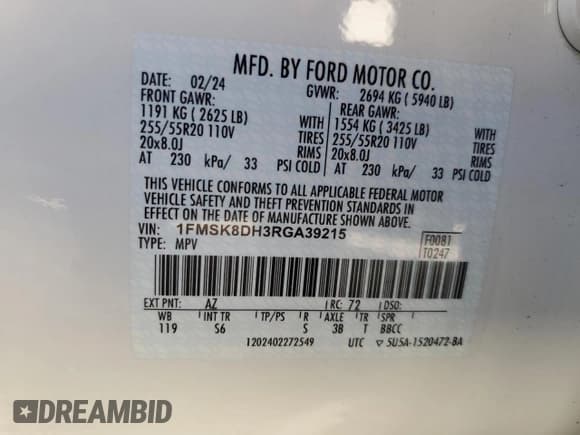 MFD. BY FORD MOTOR CO.
DATE: 02/24 GVWR: 2694 KG ( 5940 LB)
FRONT GAWR: REAR GAWR:
1191 KG ( 2625 LB) WITH 1554 KG ( 3425 LB) WITH
255/55R20 110V TIRES 255/55R20 110V TIRES
20x8.0J RIMS 20x8.0J RIMS
AT 230 kPa/ 33 PSI COLD AT 230 kPa/ 33 PSI COLD
THIS VEHICLE CONFORMS TO ALL APPLICABLE FEDERAL MOTOR
VEHICLE SAFETY AND THEFT PREVENTION STANDARDS IN
EFFECT ON THE DATE OF MANUFACTURE SHOWN ABOVE.
VIN: 1FMSK8DH3RGA39215 F0081
TYPE: MPV T0247
EXT PNT: AZ RC: 72 DSO:
WB INT TR TP/PS R AXLE TR SPR
119 S6 S 3B T BBCC
1202402272549 UTC 5U5A-1520472-BA
DREAMBID DREAMBID